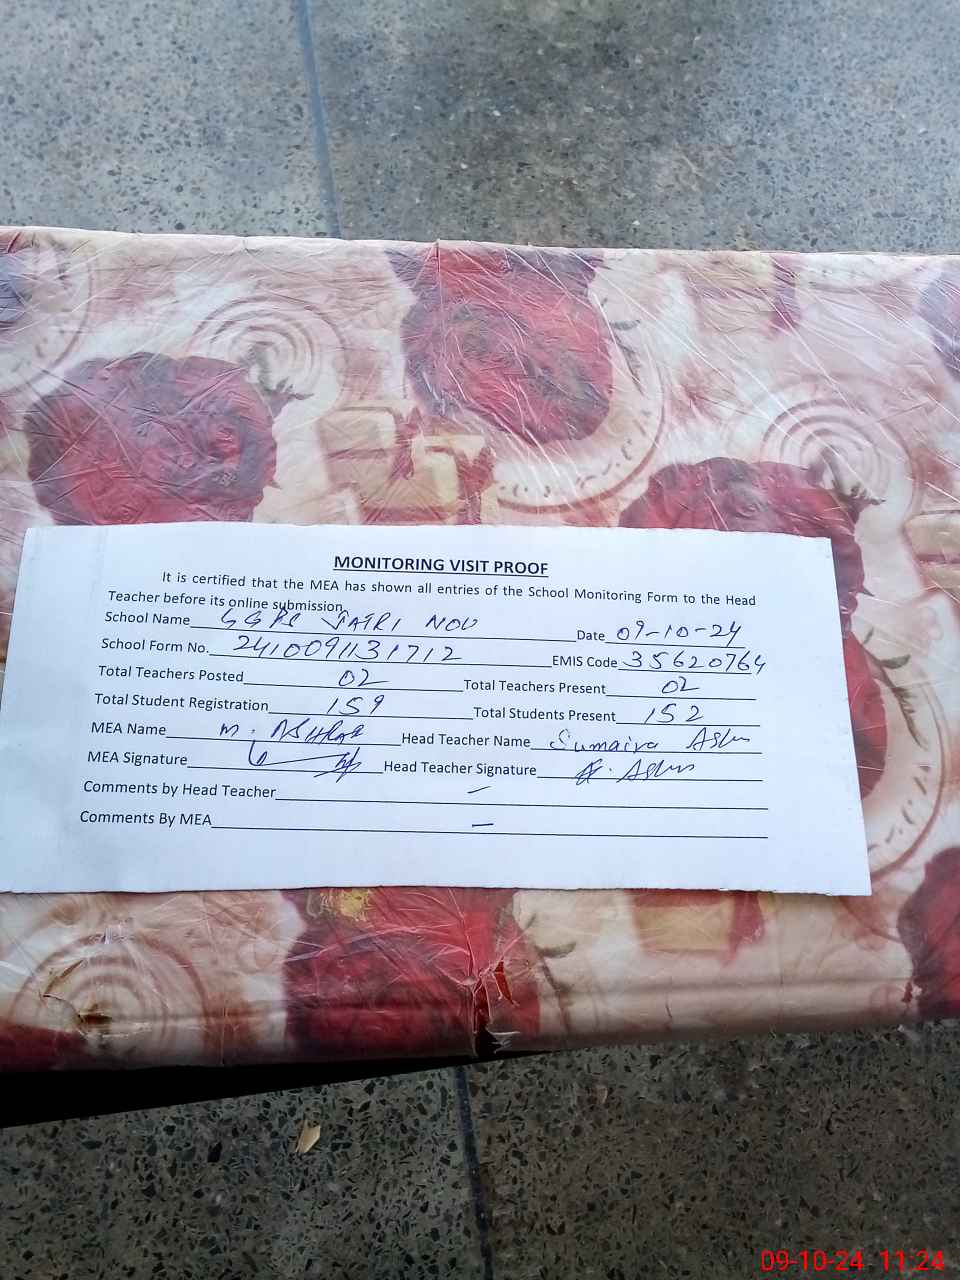 MONITORING VISIT PROOF
It is certified that the MEA has shown all entries of the School Monitoring Form to the Head
Teacher before its online submission.
School Name GGPS JATRI NOU Date 09-10-24
School Form No. 2410091131712 EMIS Code 35620764
Total Teachers Posted 02 Total Teachers Present 02
Total Student Registration 159 Total Students Present 152
MEA Name M. ASHRAF Head Teacher Name Sumaira
MEA Signature Head Teacher Signature
Comments by Head Teacher —
Comments By MEA —
09-10-24 11:24